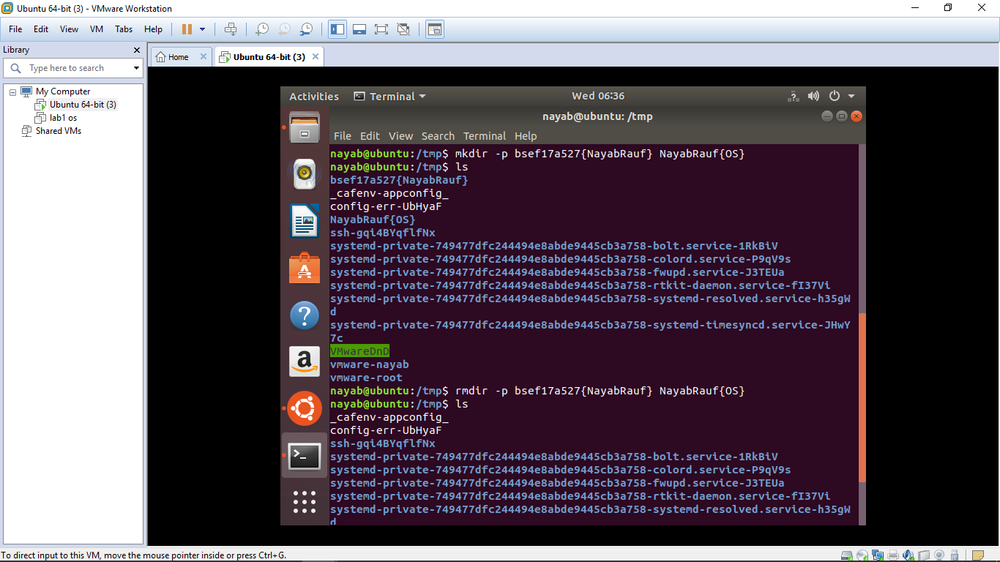 Ubuntu 64-bit (3) - VMware Workstation
File Edit View VM Tabs Help
Library
Type here to search
My Computer
Ubuntu 64-bit (3)
lab1 os
Shared VMs
Home
Ubuntu 64-bit (3)
Activities Terminal Wed 06:36
nayab@ubuntu: /tmp
File Edit View Search Terminal Help
nayab@ubuntu:/tmp$ mkdir -p bsef17a527{NayabRauf} NayabRauf{OS}
nayab@ubuntu:/tmp$ ls
bsef17a527{NayabRauf}
_cafenv-appconfig_
config-err-UbHyaF
NayabRauf{OS}
ssh-gqi4BYqflfNx
systemd-private-749477dfc244494e8abde9445cb3a758-bolt.service-1RkBiV
systemd-private-749477dfc244494e8abde9445cb3a758-colord.service-P9qV9s
systemd-private-749477dfc244494e8abde9445cb3a758-fwupd.service-J3TEUa
systemd-private-749477dfc244494e8abde9445cb3a758-rtkit-daemon.service-fI37Vi
systemd-private-749477dfc244494e8abde9445cb3a758-systemd-resolved.service-h35gW
d
systemd-private-749477dfc244494e8abde9445cb3a758-systemd-timesyncd.service-JHwY
7c
VMwareDnD
vmware-nayab
vmware-root
nayab@ubuntu:/tmp$ rmdir -p bsef17a527{NayabRauf} NayabRauf{OS}
nayab@ubuntu:/tmp$ ls
_cafenv-appconfig_
config-err-UbHyaF
ssh-gqi4BYqflfNx
systemd-private-749477dfc244494e8abde9445cb3a758-bolt.service-1RkBiV
systemd-private-749477dfc244494e8abde9445cb3a758-colord.service-P9qV9s
systemd-private-749477dfc244494e8abde9445cb3a758-fwupd.service-J3TEUa
systemd-private-749477dfc244494e8abde9445cb3a758-rtkit-daemon.service-fI37Vi
systemd-private-749477dfc244494e8abde9445cb3a758-systemd-resolved.service-h35gW
d
To direct input to this VM, move the mouse pointer inside or press Ctrl+G.